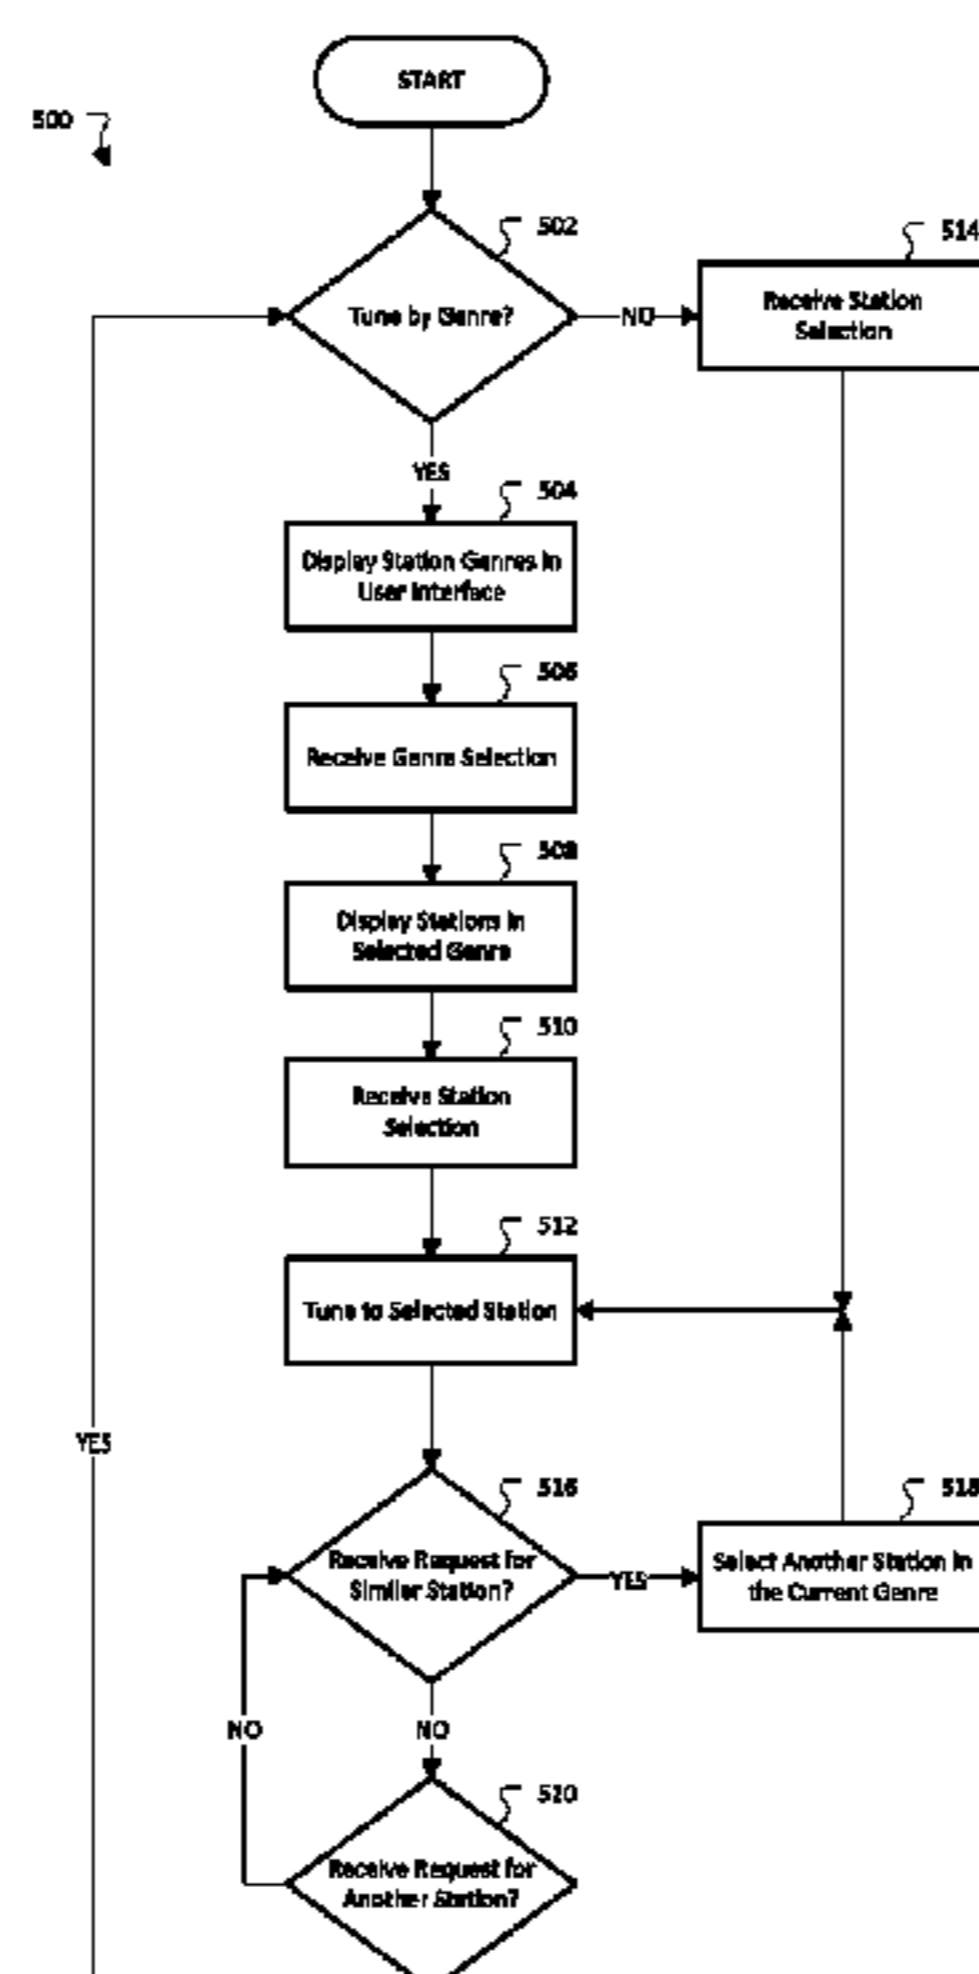 START
500
502
Tune by Genre?
NO
514
Receive Station
Selection
YES
504
Display Station Genres in
User Interface
506
Receive Genre Selection
508
Display Stations in
Selected Genre
510
Receive Station
Selection
512
Tune to Selected Station
YES
516
Receive Request for
Similar Station?
YES
518
Select Another Station in
the Current Genre
NO
NO
520
Receive Request for
Another Station?